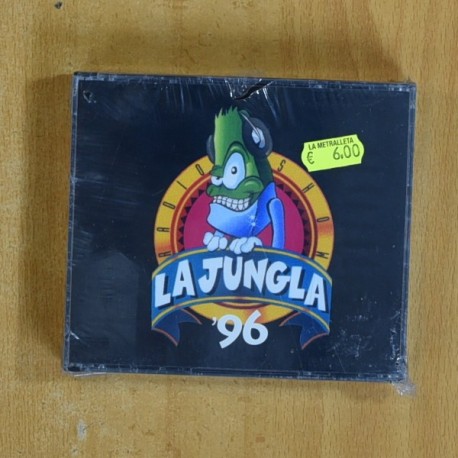 LA METRALLETA
€ 6.00
RADIO SHOW
LA JUNGLA
'96